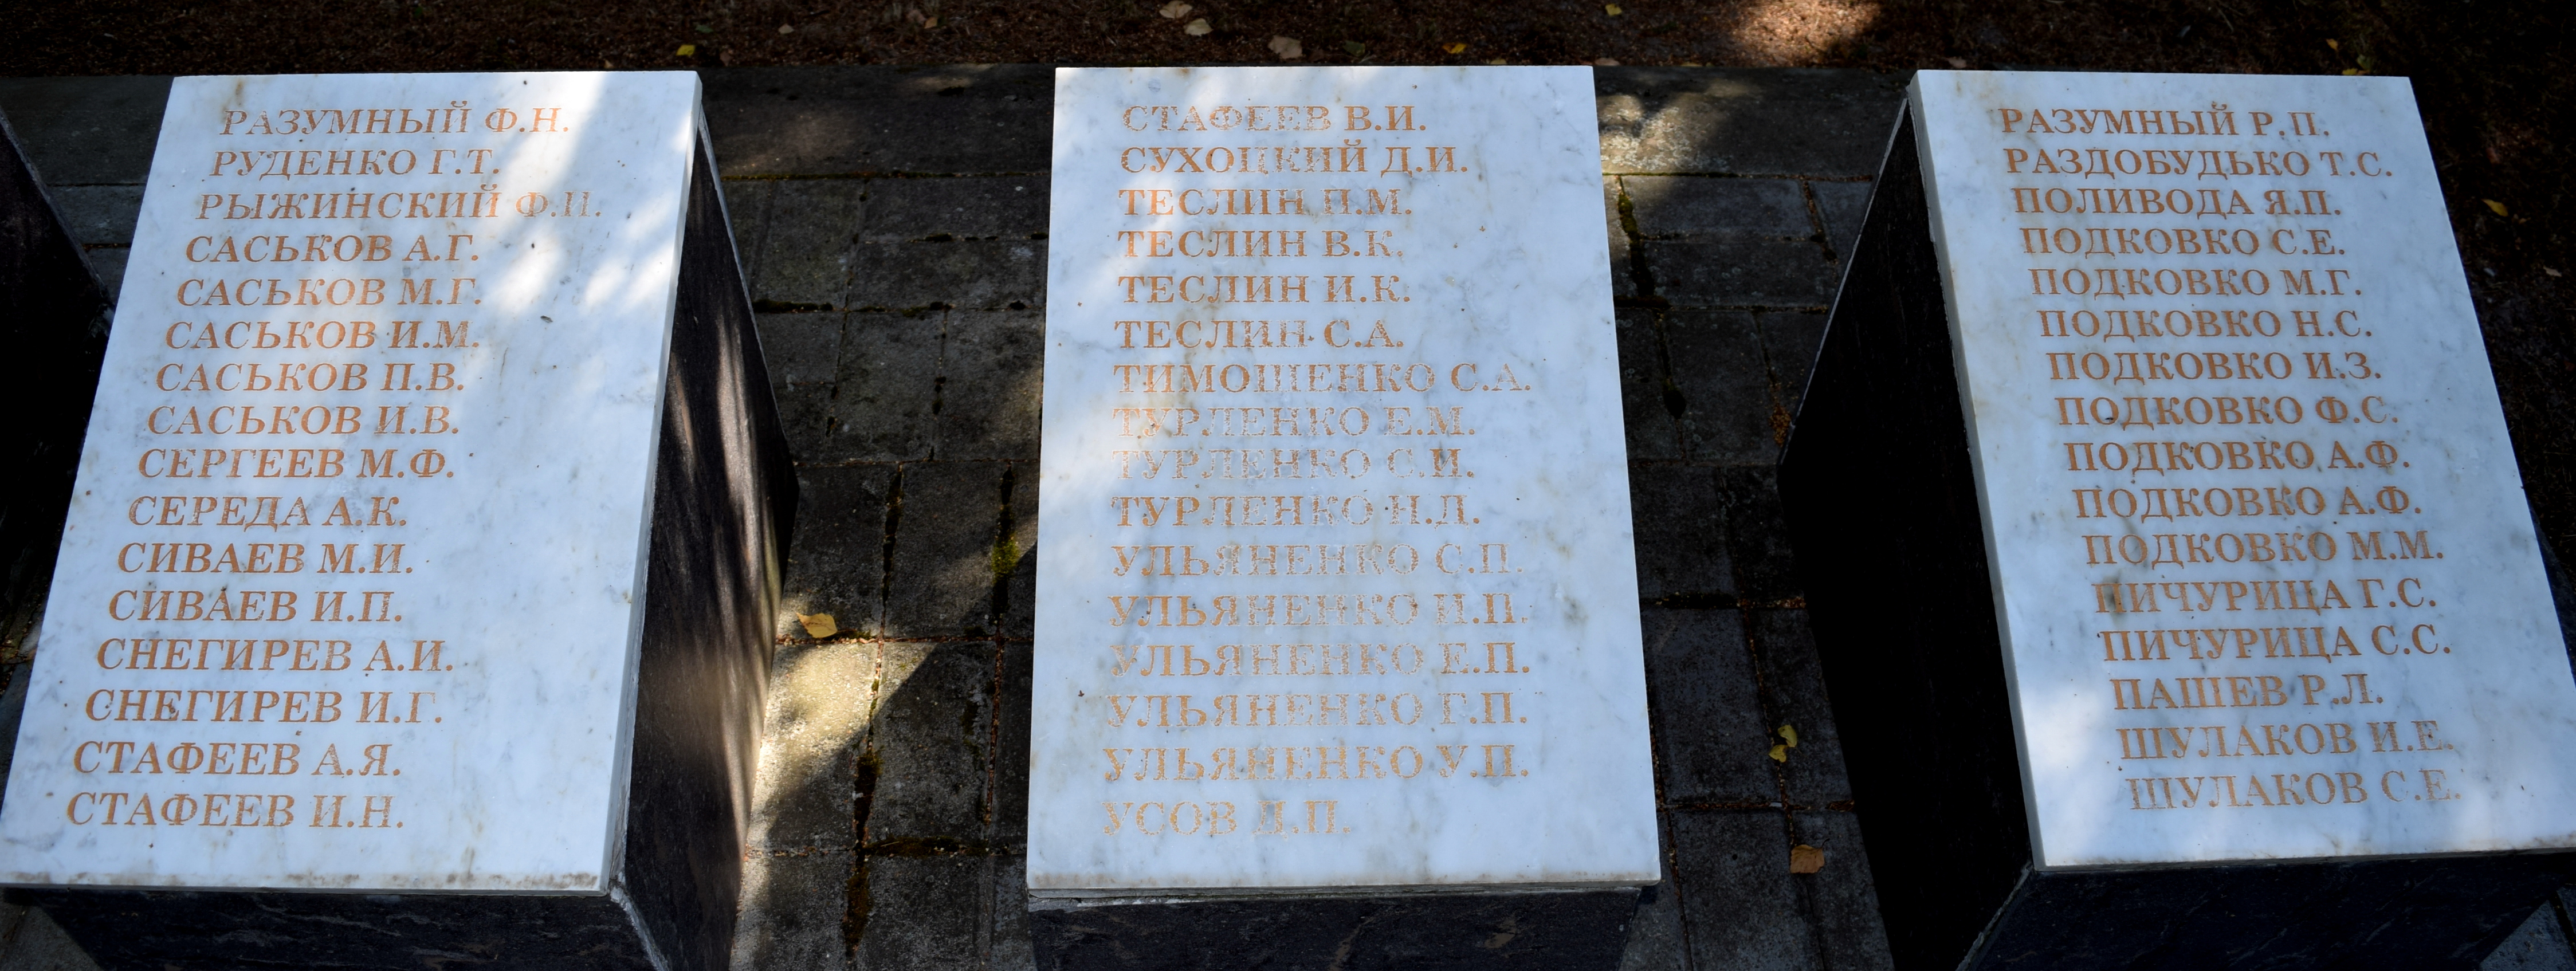 РАЗУМНЫЙ Ф.Н.
РУДЕНКО Г.Т.
РЫЖИНСКИЙ Ф.И.
САСЬКОВ А.Г.
САСЬКОВ М.Г.
САСЬКОВ И.М.
САСЬКОВ П.В.
САСЬКОВ И.В.
СЕРГЕЕВ М.Ф.
СЕРЕДА А.К.
СИВАЕВ М.И.
СИВАЕВ И.П.
СНЕГИРЕВ А.И.
СНЕГИРЕВ И.Г.
СТАФЕЕВ А.Я.
СТАФЕЕВ И.Н.
СТАФЕЕВ В.И.
СУХОЦКИЙ Д.И.
ТЕСЛИН П.М.
ТЕСЛИН В.К.
ТЕСЛИН И.К.
ТЕСЛИН С.А.
ТИМОШЕНКО С.А.
ТУРЛЕНКО Е.М.
ТУРЛЕНКО С.И.
ТУРЛЕНКО Н.Д.
УЛЬЯНЕНКО С.П.
УЛЬЯНЕНКО И.П.
УЛЬЯНЕНКО Е.П.
УЛЬЯНЕНКО Г.П.
УЛЬЯНЕНКО У.П.
УСОВ Д.П.
РАЗУМНЫЙ Р.П.
РАЗДОБУДЬКО Т.С.
ПОЛИВОДА Я.П.
ПОДКОВКО С.Е.
ПОДКОВКО М.Г.
ПОДКОВКО Н.С.
ПОДКОВКО И.З.
ПОДКОВКО Ф.С.
ПОДКОВКО А.Ф.
ПОДКОВКО А.Ф.
ПОДКОВКО М.М.
ПИЧУРИЦА Г.С.
ПИЧУРИЦА С.С.
ПАШЕВ Р.Л.
ШУЛАКОВ И.Е.
ШУЛАКОВ С.Е.